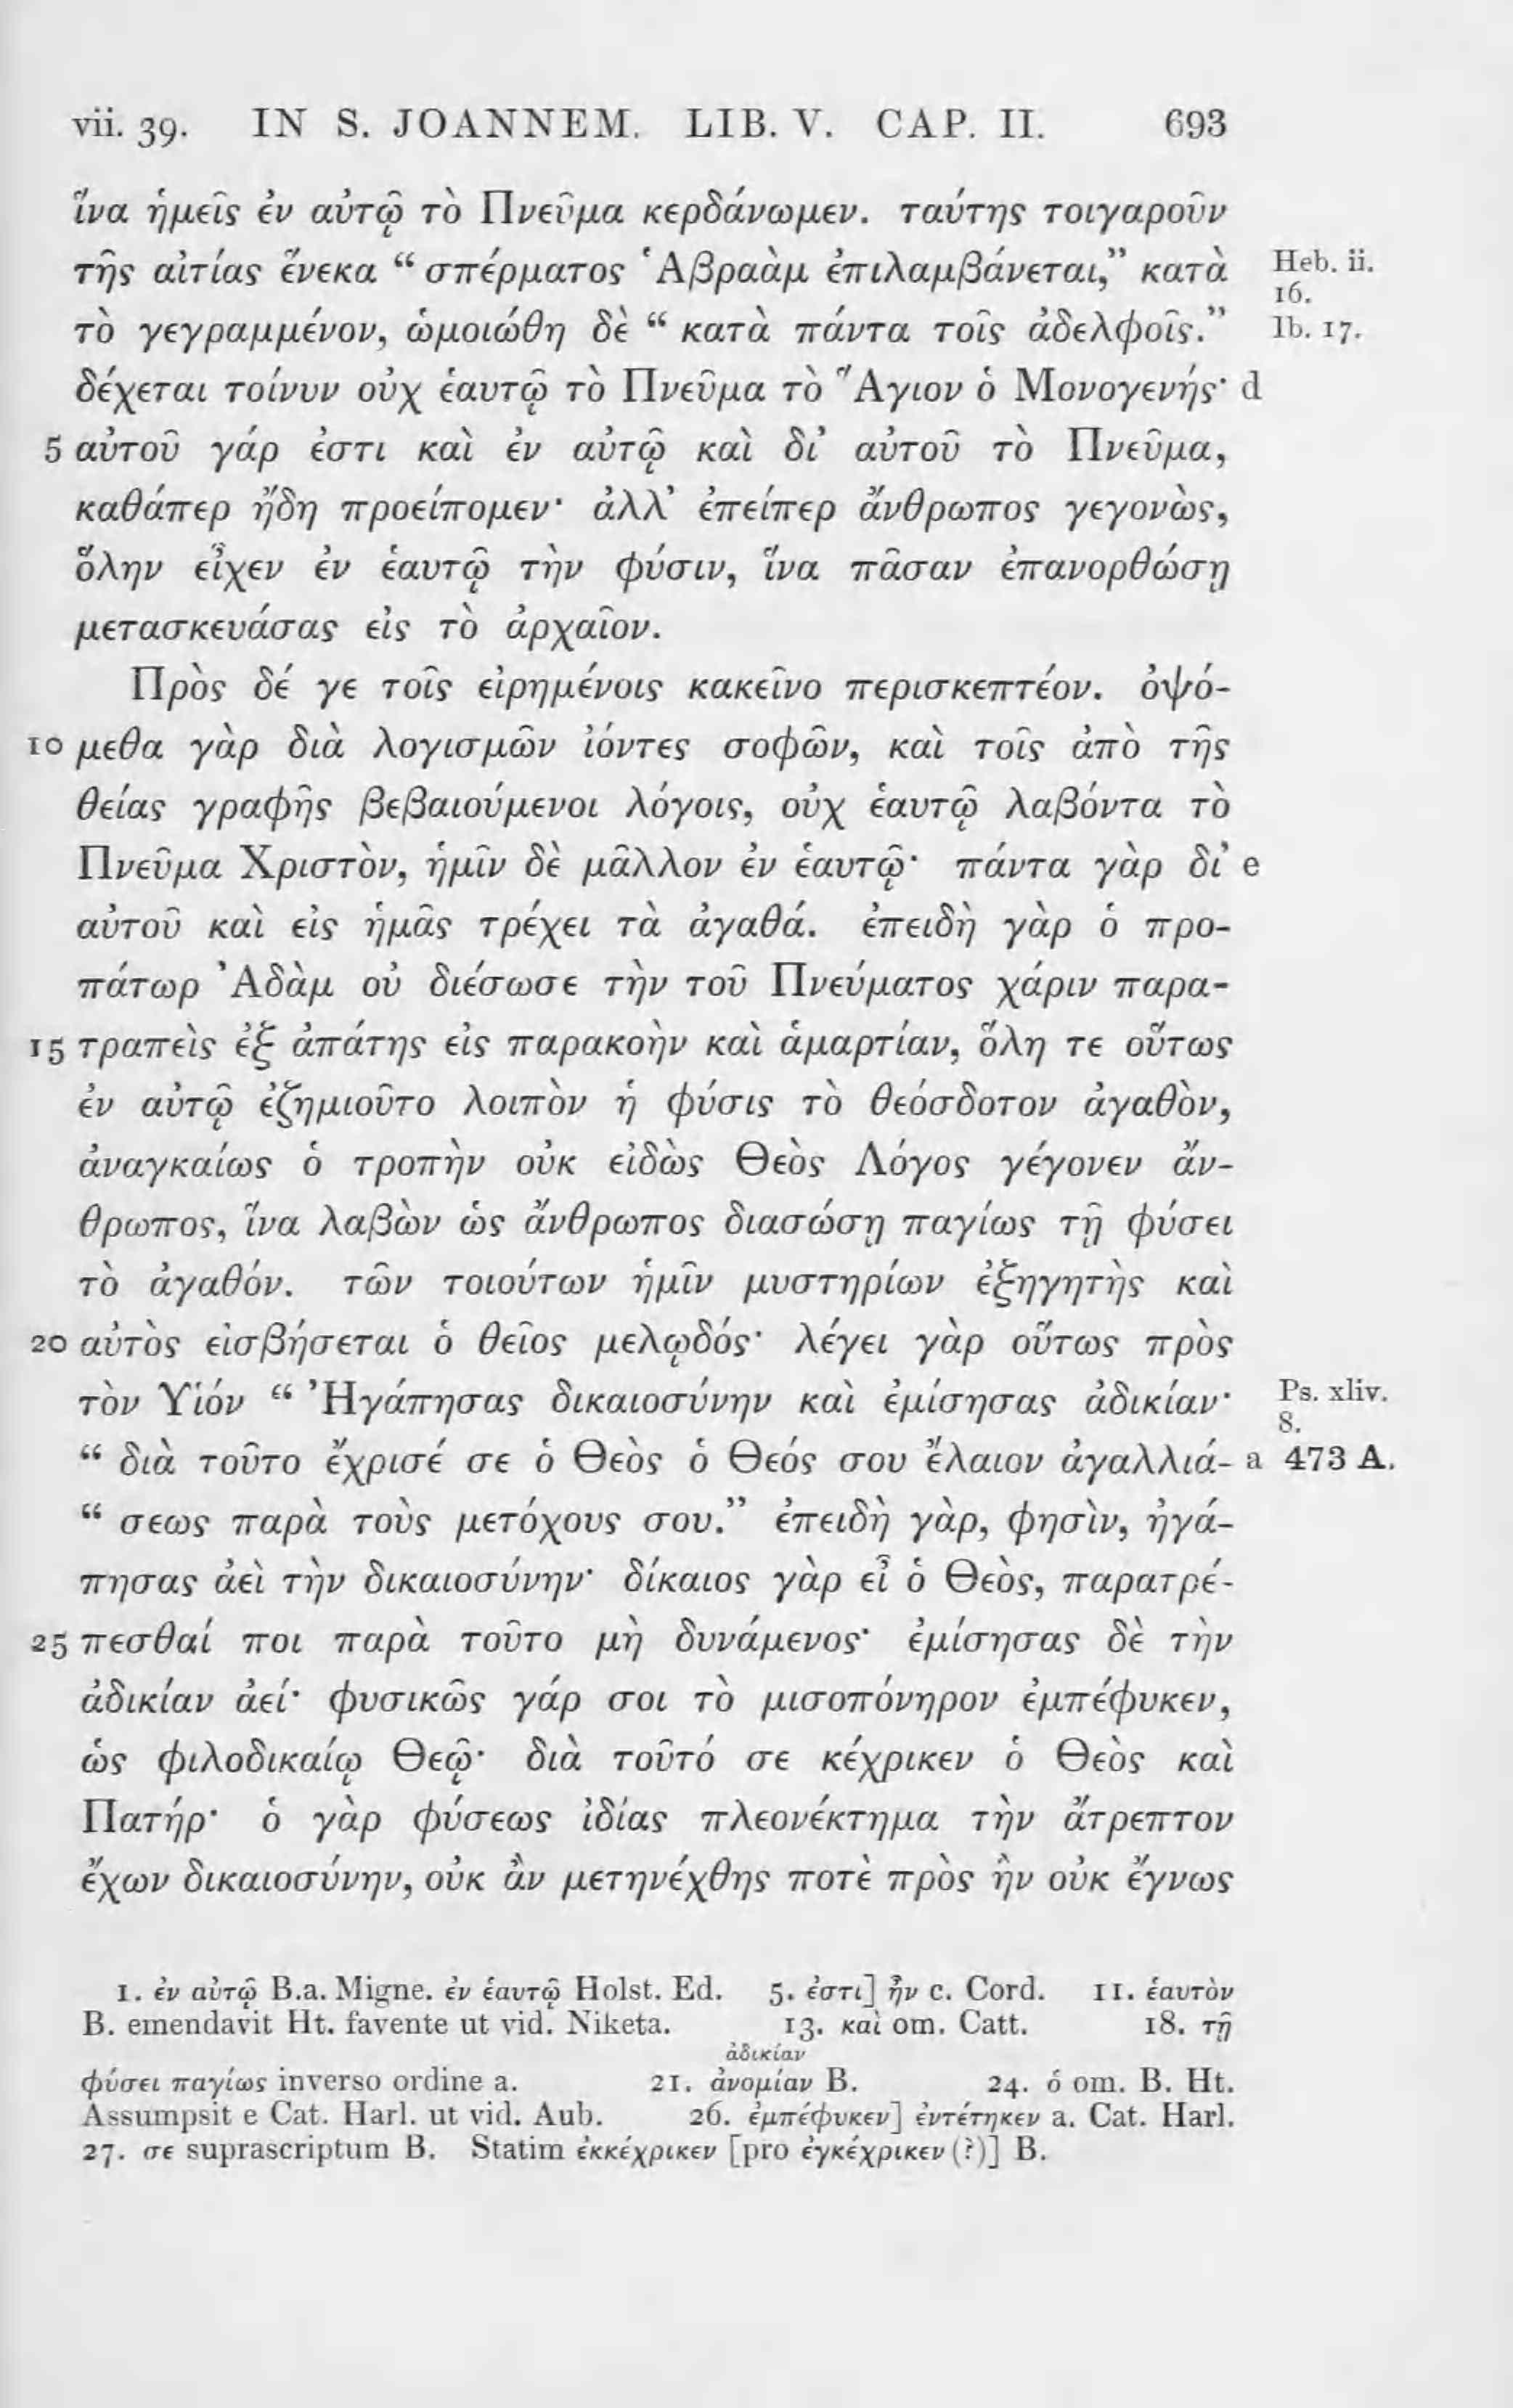 vii. 39. IN S. JOANNEM. LIB. V. CAP. II. 693
ἵνα ἡμεῖς ἐν αὐτῷ τὸ Πνεῦμα κερδάνωμεν. ταύτης τοιγαροῦν
τῆς αἰτίας ἕνεκα “ σπέρματος Ἁβραὰμ ἐπιλαμβάνεται,” κατὰ Heb. ii. 16.
τὸ γεγραμμένον, ὡμοιώθη δὲ “ κατὰ πάντα τοῖς ἀδελφοῖς.” Ib. 17.
δέχεται τοίνυν οὐχ ἑαυτῷ τὸ Πνεῦμα τὸ Ἅγιον ὁ Μονογενής· d
5 αὐτοῦ γάρ ἐστι καὶ ἐν αὐτῷ καὶ δι’ αὐτοῦ τὸ Πνεῦμα,
καθάπερ ἤδη προείπομεν· ἀλλ’ ἐπείπερ ἄνθρωπος γεγονὼς,
ὅλην εἶχεν ἐν ἑαυτῷ τὴν φύσιν, ἵνα πᾶσαν ἐπανορθώσῃ
μετασκευάσας εἰς τὸ ἀρχαῖον.
Πρὸς δέ γε τοῖς εἰρημένοις κακεῖνο περισκεπτέον. ὀψό-
10 μεθα γὰρ διὰ λογισμῶν ἰόντες σοφῶν, καὶ τοῖς ἀπὸ τῆς
θείας γραφῆς βεβαιούμενοι λόγοις, οὐχ ἑαυτῷ λαβόντα τὸ
Πνεῦμα Χριστὸν, ἡμῖν δὲ μᾶλλον ἐν ἑαυτῷ· πάντα γὰρ δι’ e
αὐτοῦ καὶ εἰς ἡμᾶς τρέχει τὰ ἀγαθά. ἐπειδὴ γὰρ ὁ προ-
πάτωρ Ἀδὰμ οὐ διέσωσε τὴν τοῦ Πνεύματος χάριν παρα-
15 τραπεὶς ἐξ ἀπάτης εἰς παρακοὴν καὶ ἁμαρτίαν, ὅλη τε οὕτως
ἐν αὐτῷ ἐζημιοῦτο λοιπὸν ἡ φύσις τὸ θεόσδοτον ἀγαθὸν,
ἀναγκαίως ὁ τροπὴν οὐκ εἰδὼς Θεὸς Λόγος γέγονεν ἄν-
θρωπος, ἵνα λαβὼν ὡς ἄνθρωπος διασώσῃ παγίως τῇ φύσει
τὸ ἀγαθόν. τῶν τοιούτων ἡμῖν μυστηρίων ἐξηγητὴς καὶ
20 αὐτὸς εἰσβήσεται ὁ θεῖος μελῳδός· λέγει γὰρ οὕτως πρὸς
τὸν Υἱόν “ Ἠγάπησας δικαιοσύνην καὶ ἐμίσησας ἀδικίαν· Ps. xliv. 8.
“ διὰ τοῦτο ἔχρισέ σε ὁ Θεὸς ὁ Θεός σου ἔλαιον ἀγαλλιά- a 473 A.
“ σεως παρὰ τοὺς μετόχους σου.” ἐπειδὴ γὰρ, φησὶν, ἠγά-
πησας ἀεὶ τὴν δικαιοσύνην· δίκαιος γὰρ εἶ ὁ Θεὸς, παρατρέ-
25 πεσθαί ποι παρὰ τοῦτο μὴ δυνάμενος· ἐμίσησας δὲ τὴν
ἀδικίαν ἀεί· φυσικῶς γάρ σοι τὸ μισοπόνηρον ἐμπέφυκεν,
ὡς φιλοδικαίῳ Θεῷ· διὰ τοῦτό σε κέχρικεν ὁ Θεὸς καὶ
Πατήρ· ὁ γὰρ φύσεως ἰδίας πλεονέκτημα τὴν ἄτρεπτον
ἔχων δικαιοσύνην, οὐκ ἂν μετηνέχθης ποτὲ πρὸς ἣν οὐκ ἔγνως
1. ἐν αὐτῷ B.a. Migne. ἐν ἑαυτῷ Holst. Ed. 5. ἐστι] ἦν c. Cord. 11. ἑαυτὸν
B. emendavit Ht. favente ut vid. Niketa. 13. καὶ om. Catt. 18. τῇ
ἀδικίαν
φύσει παγίως inverso ordine a. 21. ἀνομίαν B. 24. ὁ om. B. Ht.
Assumpsit e Cat. Harl. ut vid. Aub. 26. ἐμπέφυκεν] ἐντέτηκεν a. Cat. Harl.
27. σε suprascriptum B. Statim ἐκκέχρικεν [pro ἐγκέχρικεν (?)] B.